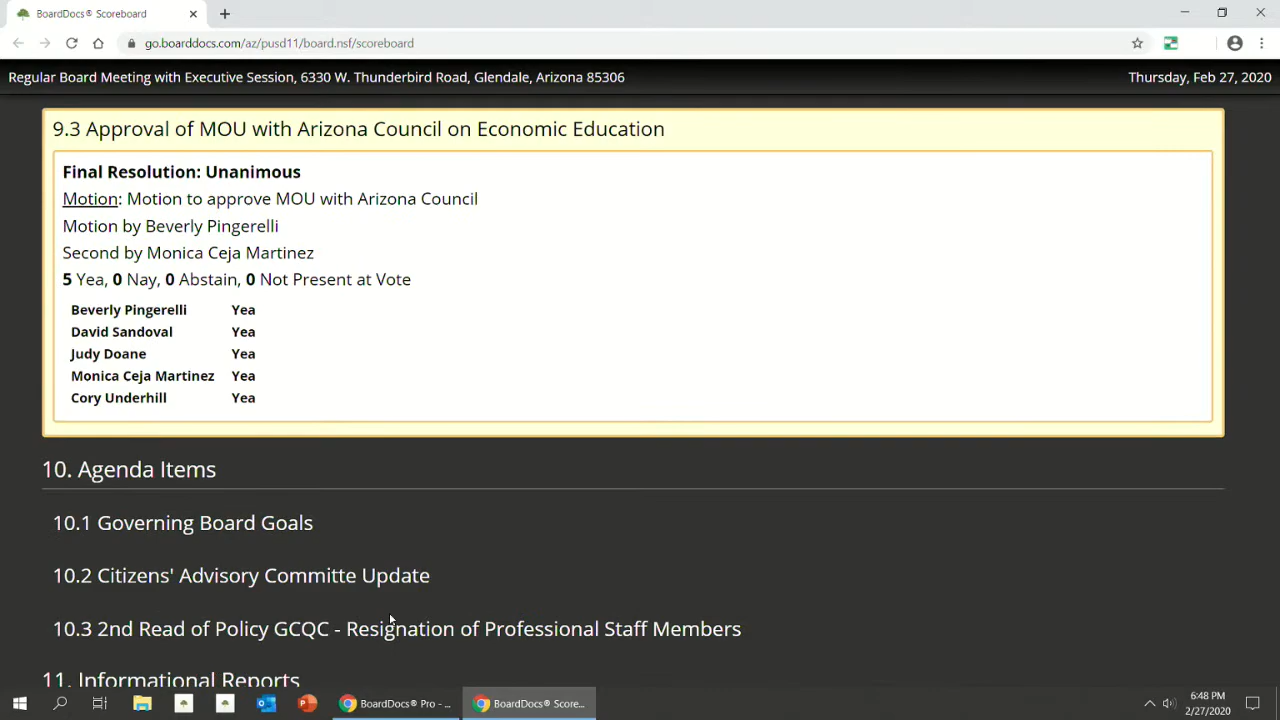 BoardDocs® Scoreboard
go.boarddocs.com/az/pusd11/board.nsf/scoreboard
Regular Board Meeting with Executive Session, 6330 W. Thunderbird Road, Glendale, Arizona 85306
Thursday, Feb 27, 2020
9.3 Approval of MOU with Arizona Council on Economic Education
Final Resolution: Unanimous
Motion: Motion to approve MOU with Arizona Council
Motion by Beverly Pingerelli
Second by Monica Ceja Martinez
5 Yea, 0 Nay, 0 Abstain, 0 Not Present at Vote
Beverly Pingerelli Yea
David Sandoval Yea
Judy Doane Yea
Monica Ceja Martinez Yea
Cory Underhill Yea
10. Agenda Items
10.1 Governing Board Goals
10.2 Citizens' Advisory Committe Update
10.3 2nd Read of Policy GCQC - Resignation of Professional Staff Members
11. Informational Reports
BoardDocs® Pro - ...
BoardDocs® Score...
6:48 PM
2/27/2020